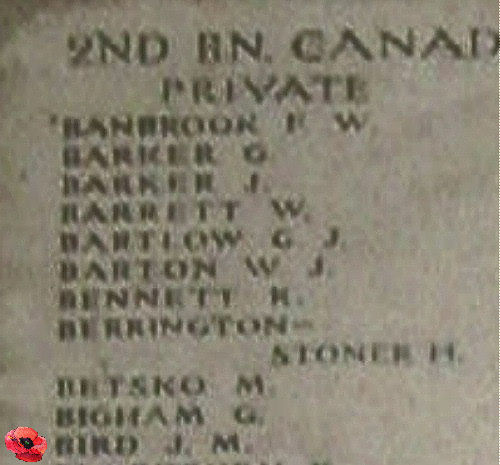 2ND BN. CANAD
PRIVATE
BANBROOK F. W.
BARKER G.
BARKER J.
BARRETT W.
BARTLOW G. J.
BARTON W. J.
BENNETT R.
BERRINGTON-
STONER H.
BETSKO M.
BIGHAM G.
BIRD J. M.